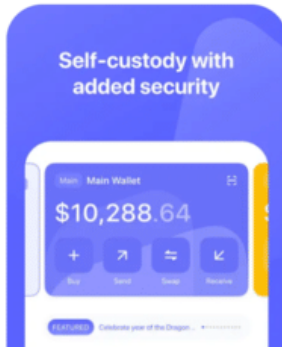 Self-custody with
added security
Main Main Wallet
$10,288.64
Buy Send Swap Receive
FEATURED Celebrate year of the Dragon...